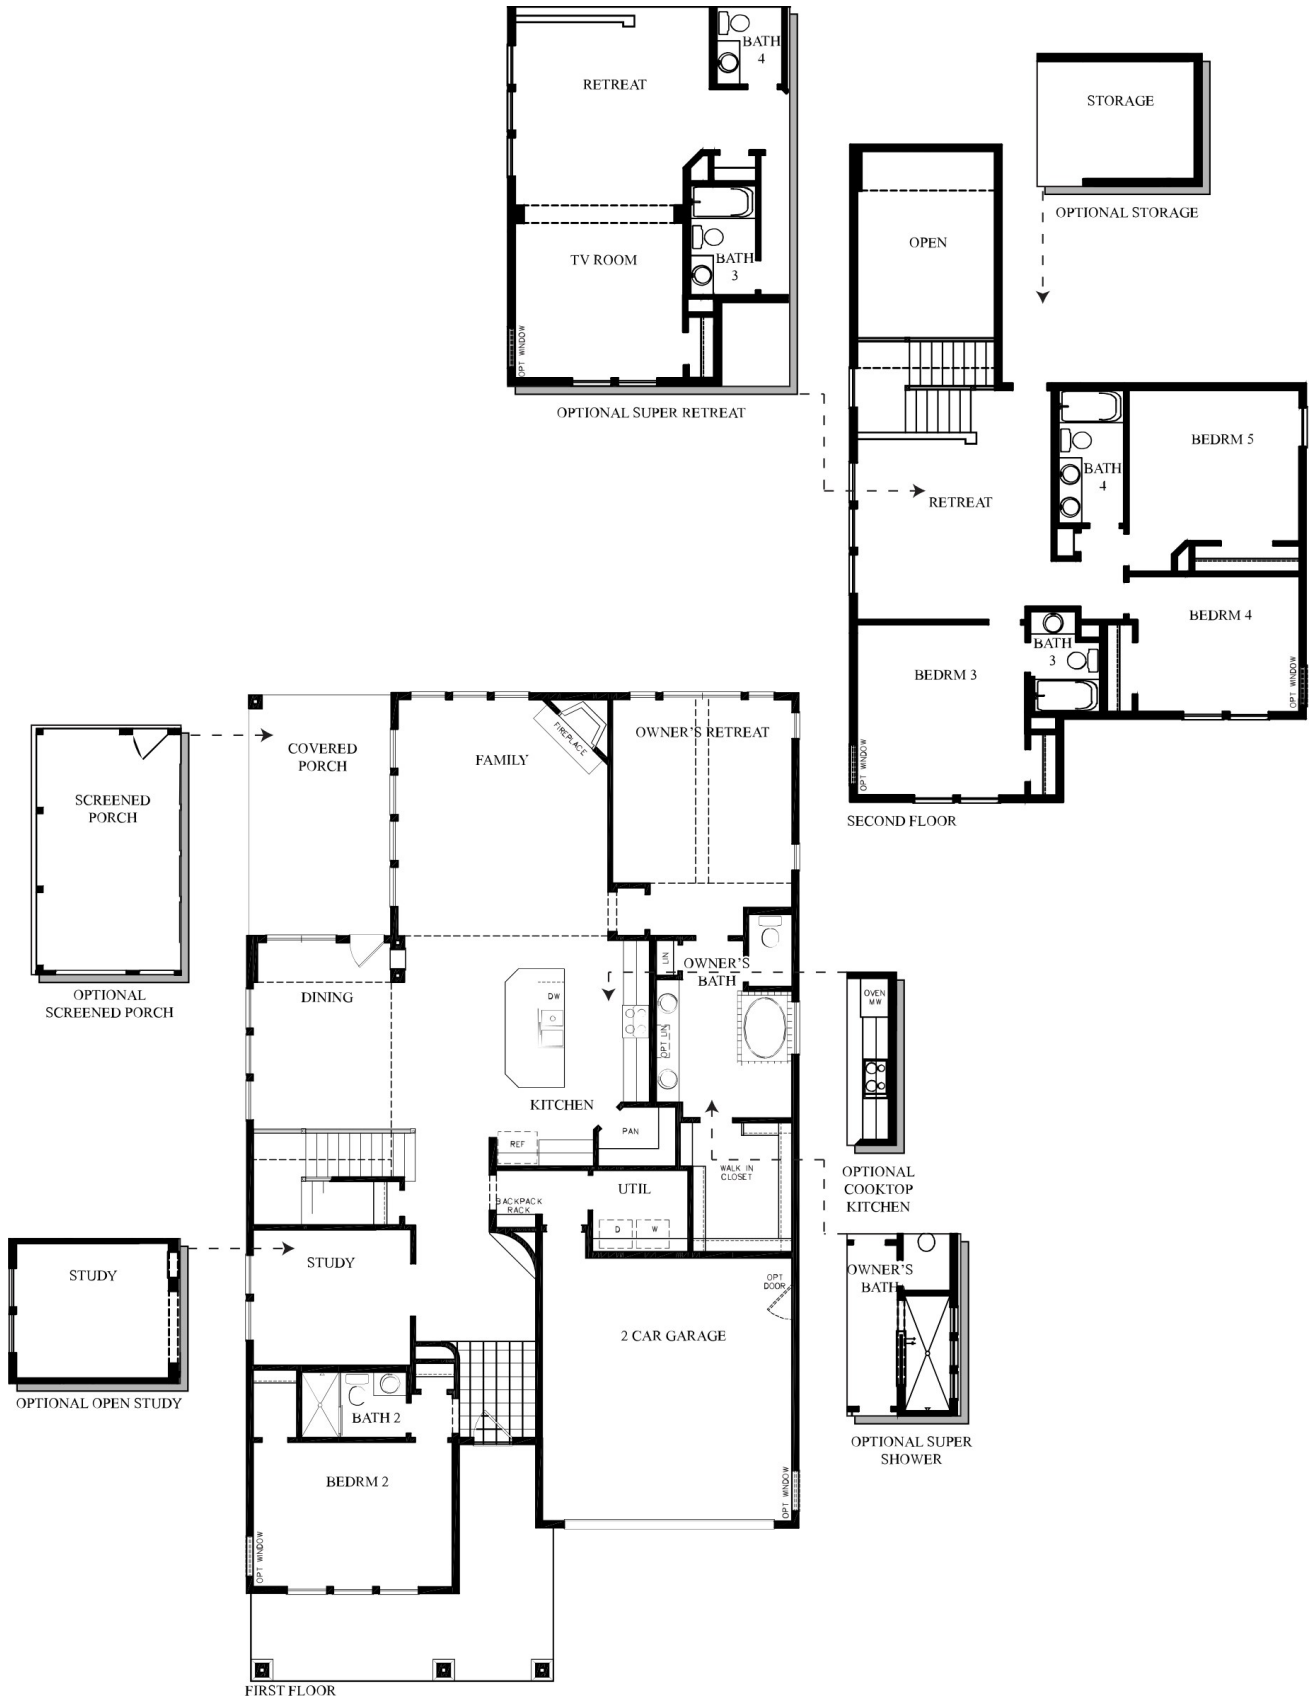 RETREAT
BATH
4
TV ROOM
BATH
3
OPT WINDOW
OPTIONAL SUPER RETREAT
STORAGE
OPTIONAL STORAGE
OPEN
RETREAT
BATH
4
BEDRM 5
BEDRM 4
BATH
3
BEDRM 3
OPT WINDOW
OPT WINDOW
SECOND FLOOR
SCREENED
PORCH
OPTIONAL
SCREENED PORCH
COVERED
PORCH
FAMILY
FIREPLACE
OWNER'S RETREAT
DINING
DW
LIN
OWNER'S
BATH
OPT LIN
KITCHEN
PAN
REF
WALK IN
CLOSET
BACKPACK
RACK
UTIL
D
W
OVEN
MW
OPTIONAL
COOKTOP
KITCHEN
STUDY
OPTIONAL OPEN STUDY
STUDY
OPT
DOOR
2 CAR GARAGE
OWNER'S
BATH
OPTIONAL SUPER
SHOWER
BATH 2
BEDRM 2
OPT WINDOW
OPT WINDOW
FIRST FLOOR